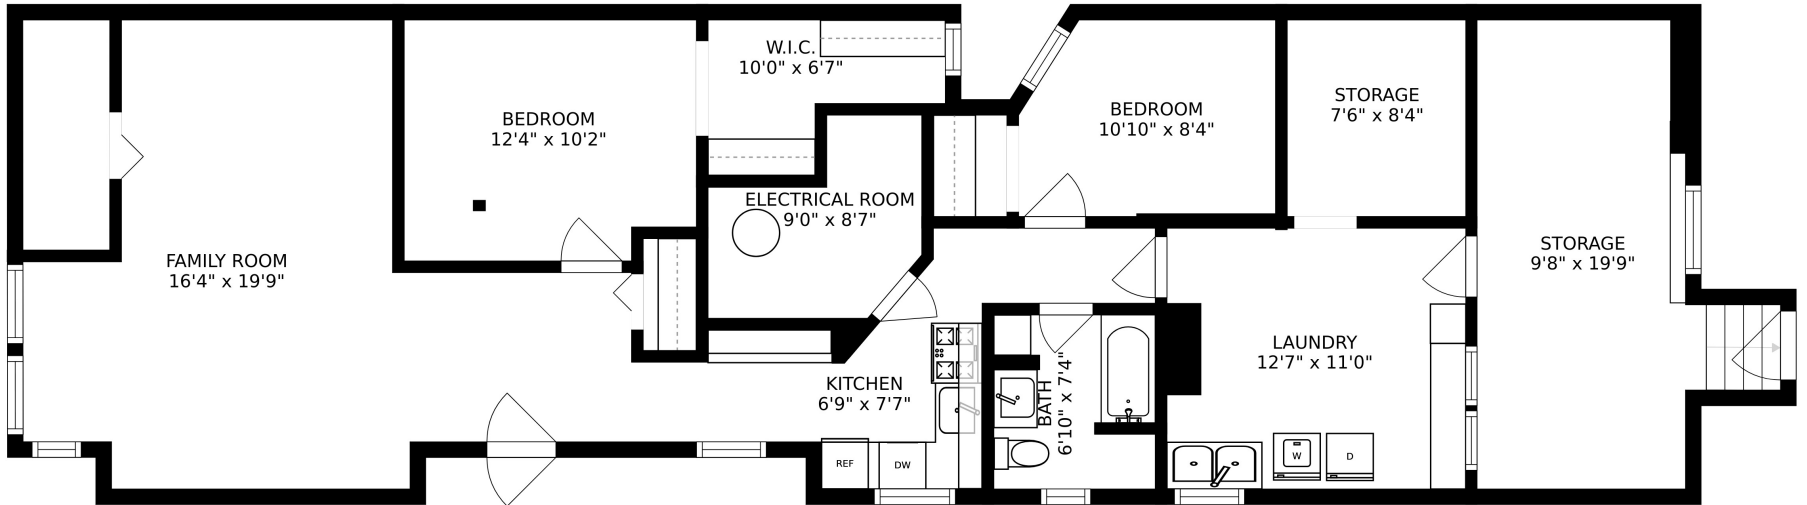 W.I.C.
10'0" x 6'7"
BEDROOM
12'4" x 10'2"
BEDROOM
10'10" x 8'4"
STORAGE
7'6" x 8'4"
ELECTRICAL ROOM
9'0" x 8'7"
FAMILY ROOM
16'4" x 19'9"
STORAGE
9'8" x 19'9"
LAUNDRY
12'7" x 11'0"
KITCHEN
6'9" x 7'7"
BATH
6'10" x 7'4"
REF
DW
W
D